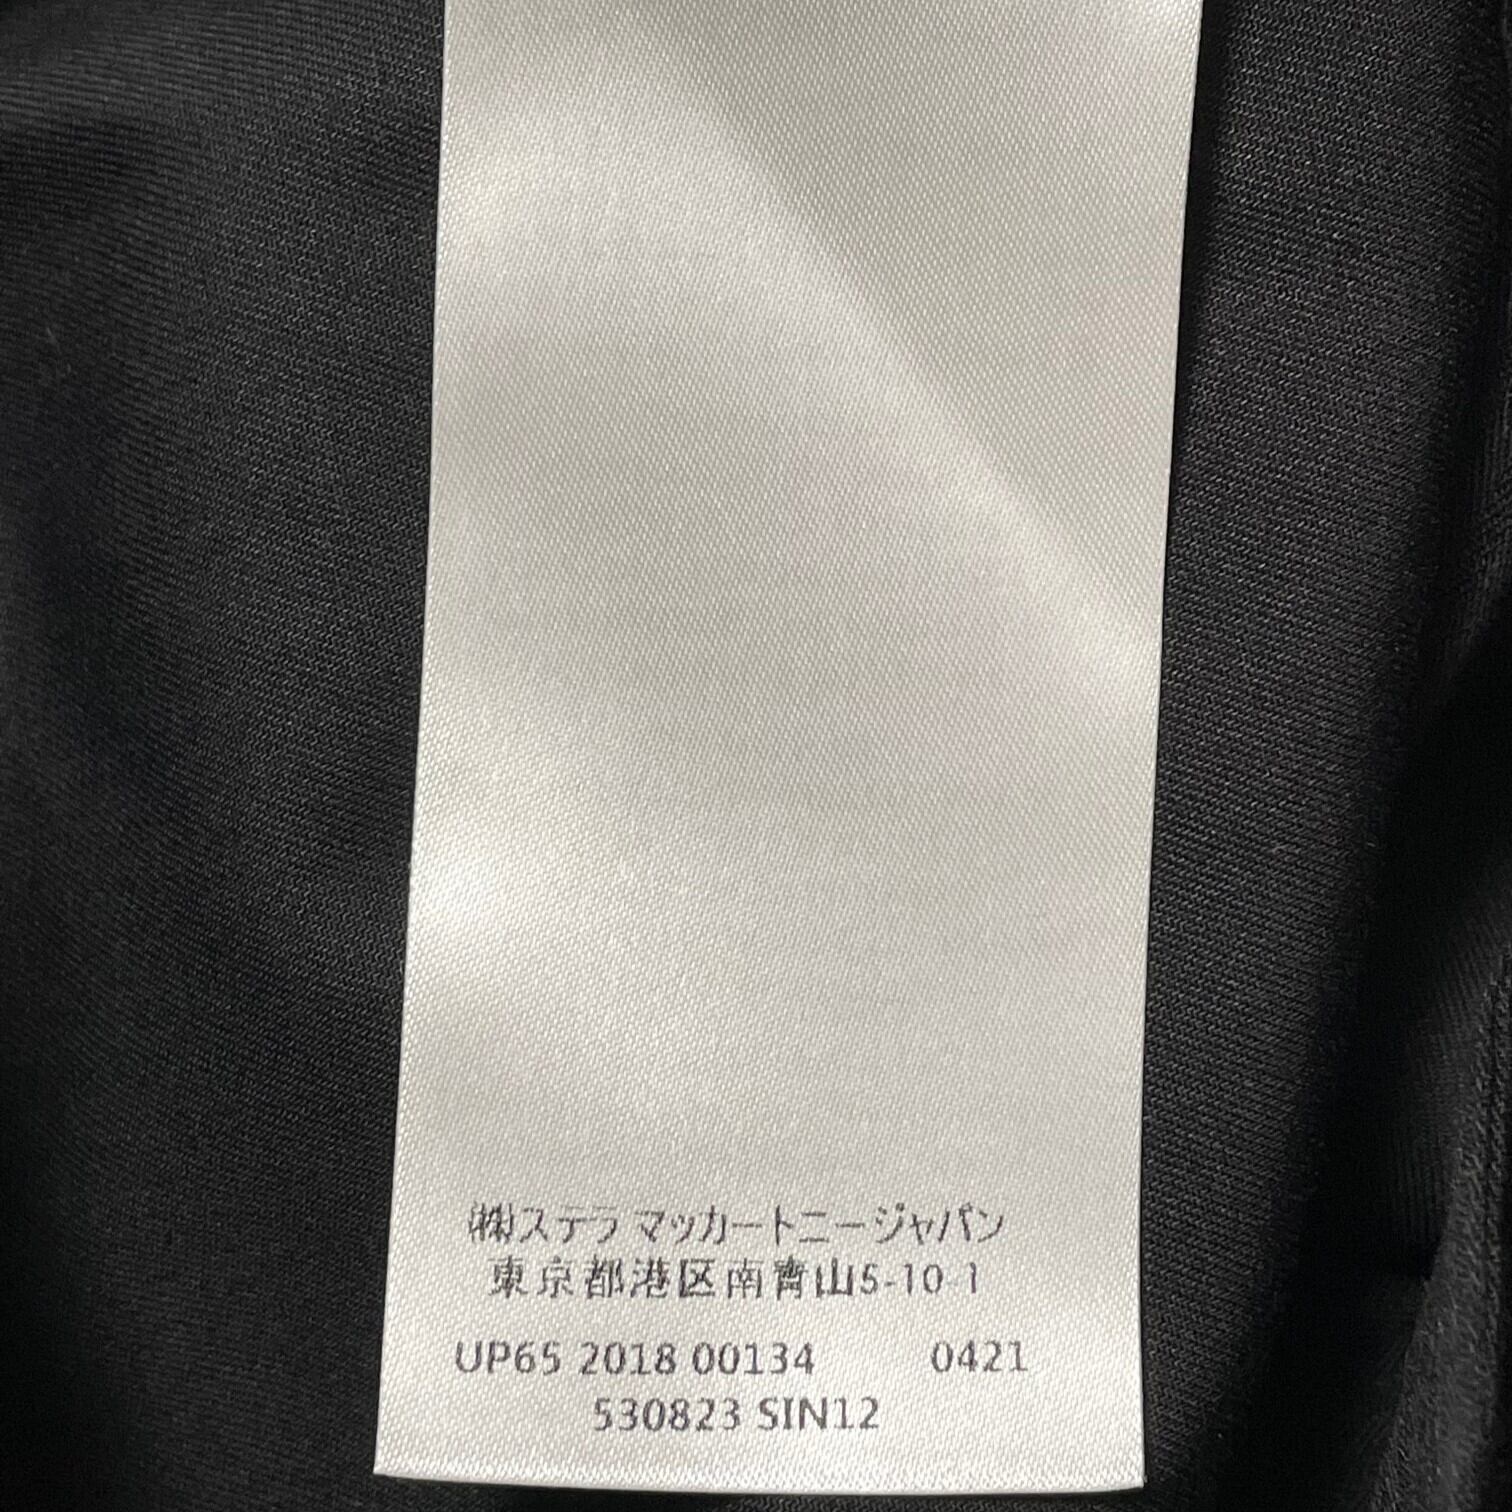 ㈱ステラ マッカートニージャパン
東京都港区南青山5-10-1
UP65 2018 00134 0421
530823 SIN12